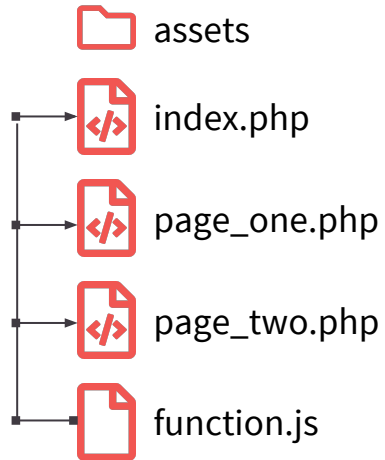 assets
index.php
page_one.php
page_two.php
function.js